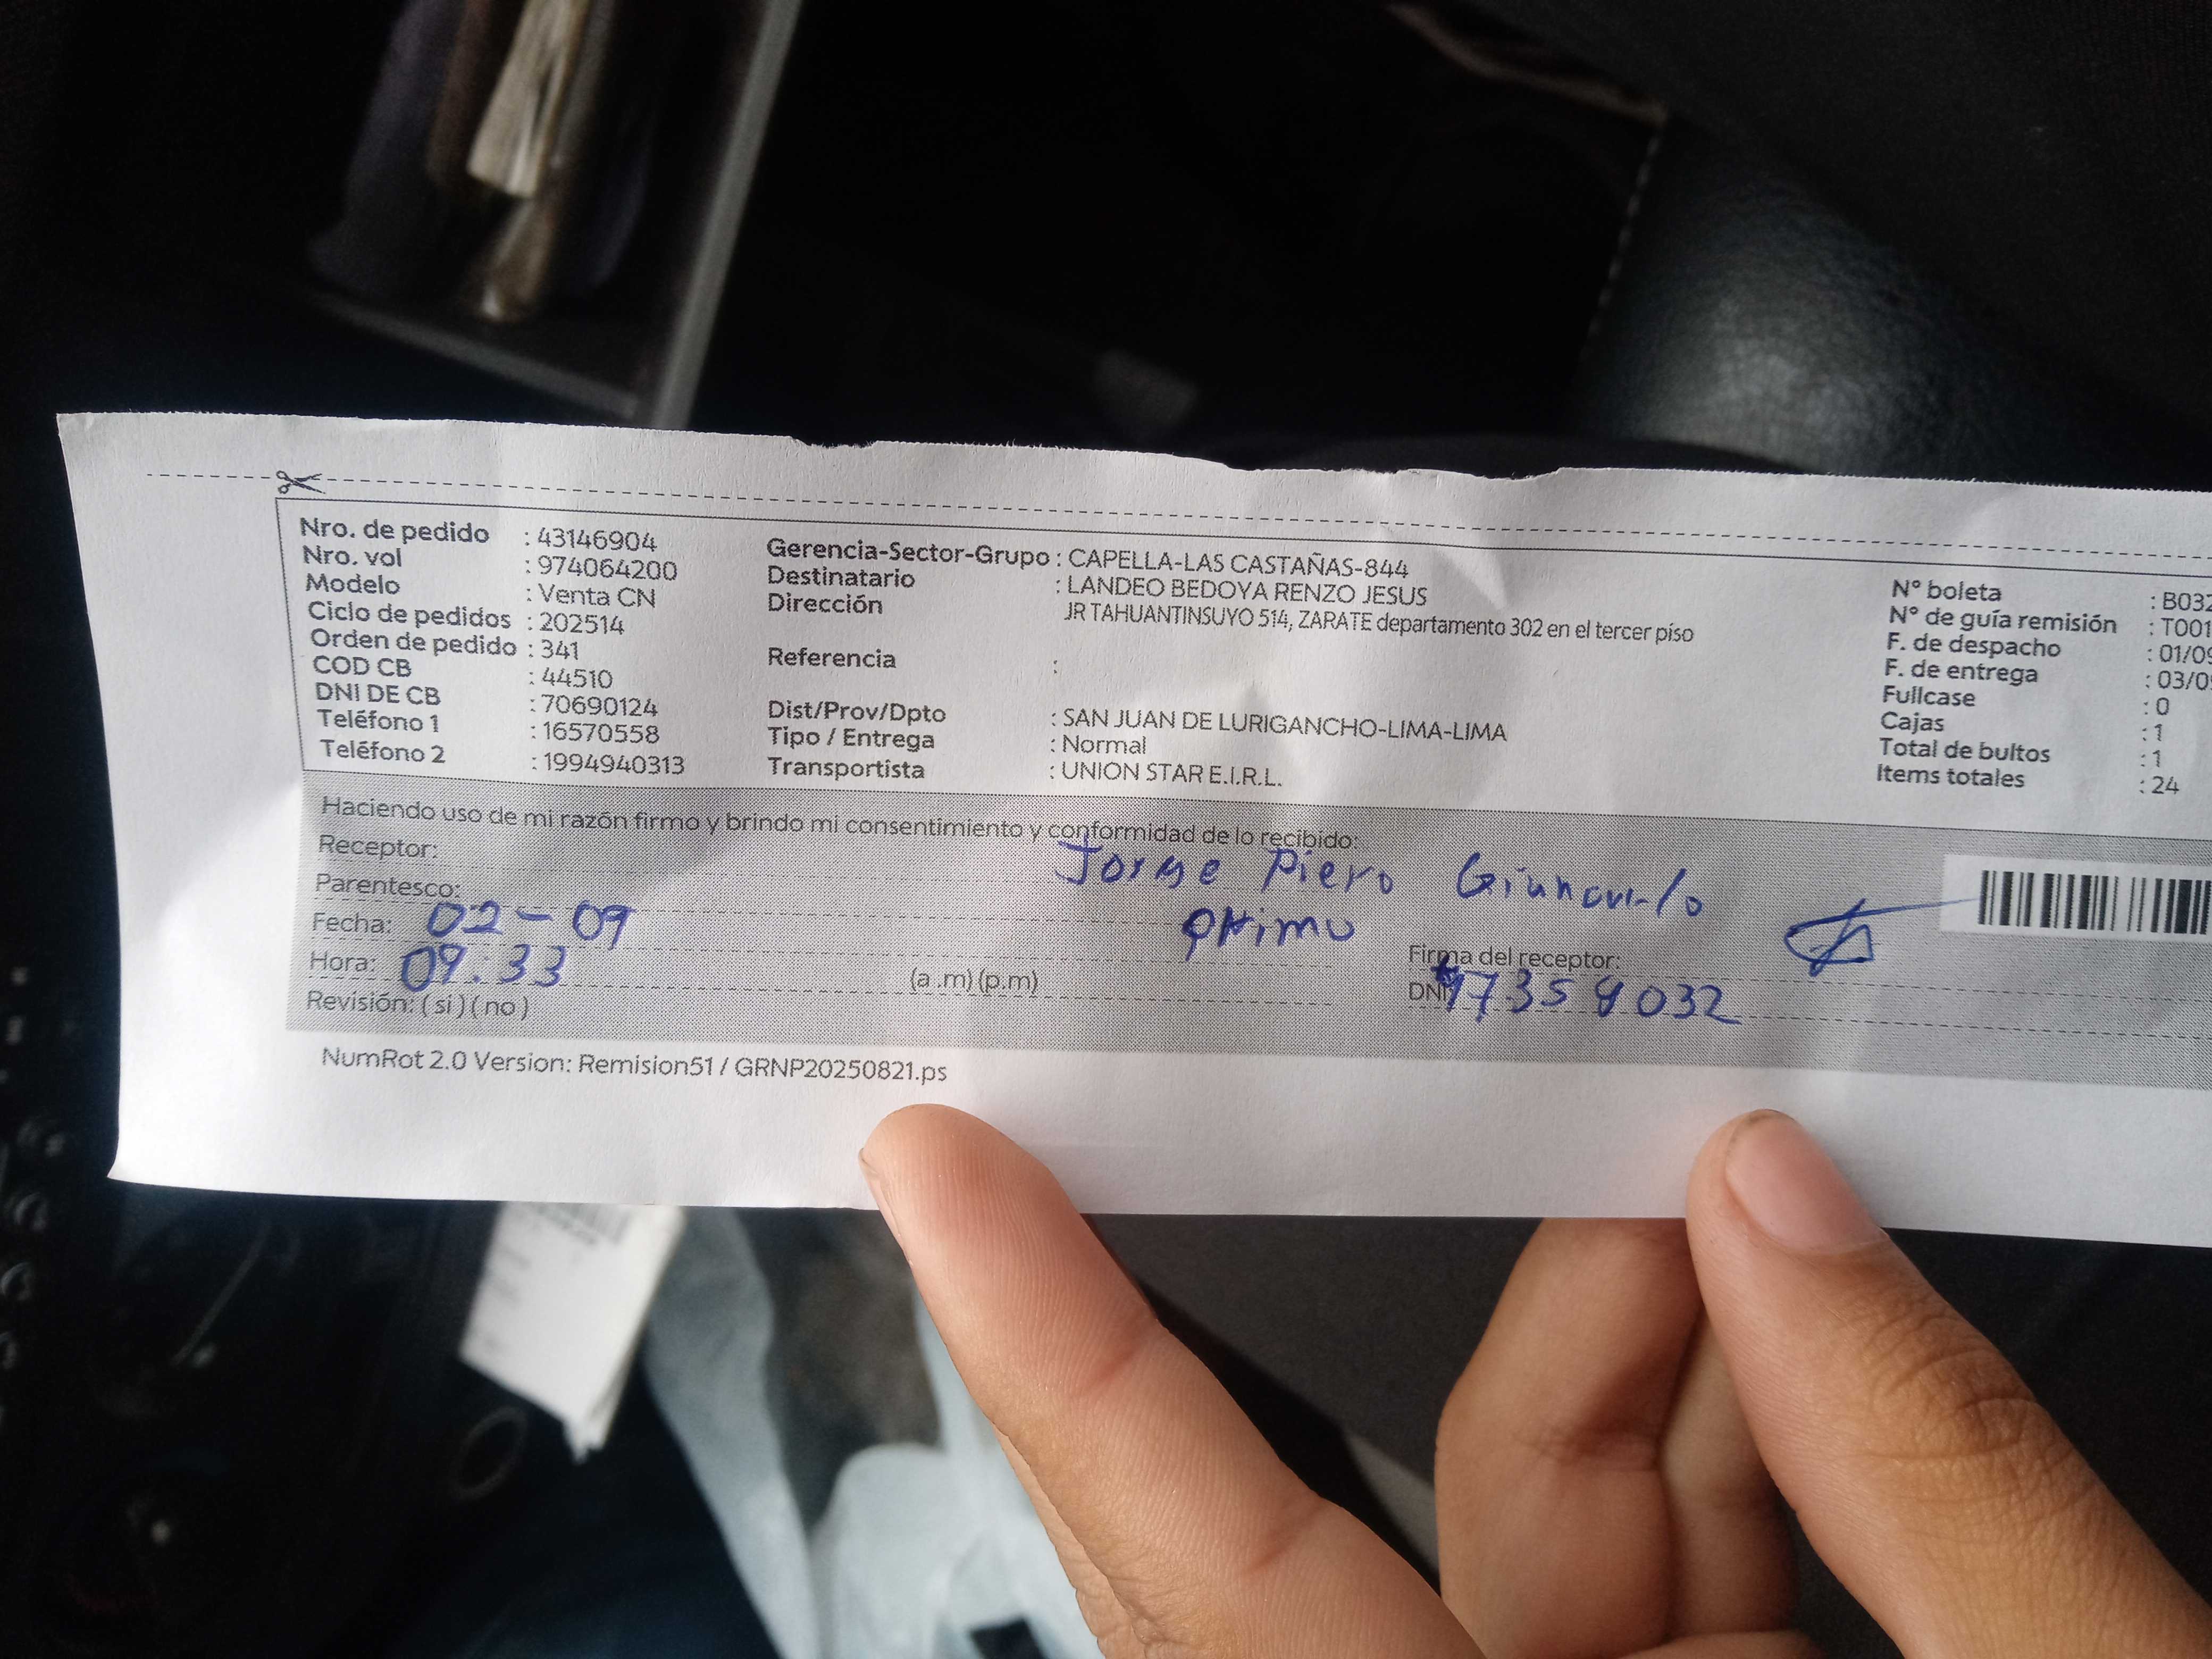 Nro. de pedido : 43146904
Nro. vol : 974064200
Modelo : Venta CN
Ciclo de pedidos : 202514
Orden de pedido : 341
COD CB : 44510
DNI DE CB : 70690124
Teléfono 1 : 16570558
Teléfono 2 : 1994940313
Gerencia-Sector-Grupo : CAPELLA-LAS CASTAÑAS-844
Destinatario : LANDEO BEDOYA RENZO JESUS
Dirección JR TAHUANTINSUYO 514, ZARATE departamento 302 en el tercer piso
Referencia :
Dist/Prov/Dpto : SAN JUAN DE LURIGANCHO-LIMA-LIMA
Tipo / Entrega : Normal
Transportista : UNION STAR E.I.R.L.
N° boleta : B032
N° de guía remisión : T001
F. de despacho : 01/09
F. de entrega : 03/09
Fullcase : 0
Cajas : 1
Total de bultos : 1
Items totales : 24
Haciendo uso de mi razón firmo y brindo mi consentimiento y conformidad de lo recibido:
Receptor: Jorge Piero
Parentesco:
Fecha: 02-09
Hora: 09:33 (a .m) (p.m)
Firma del receptor:
DNI
Revisión: ( si ) ( no )
NumRot 2.0 Version: Remision51 / GRNP20250821.ps